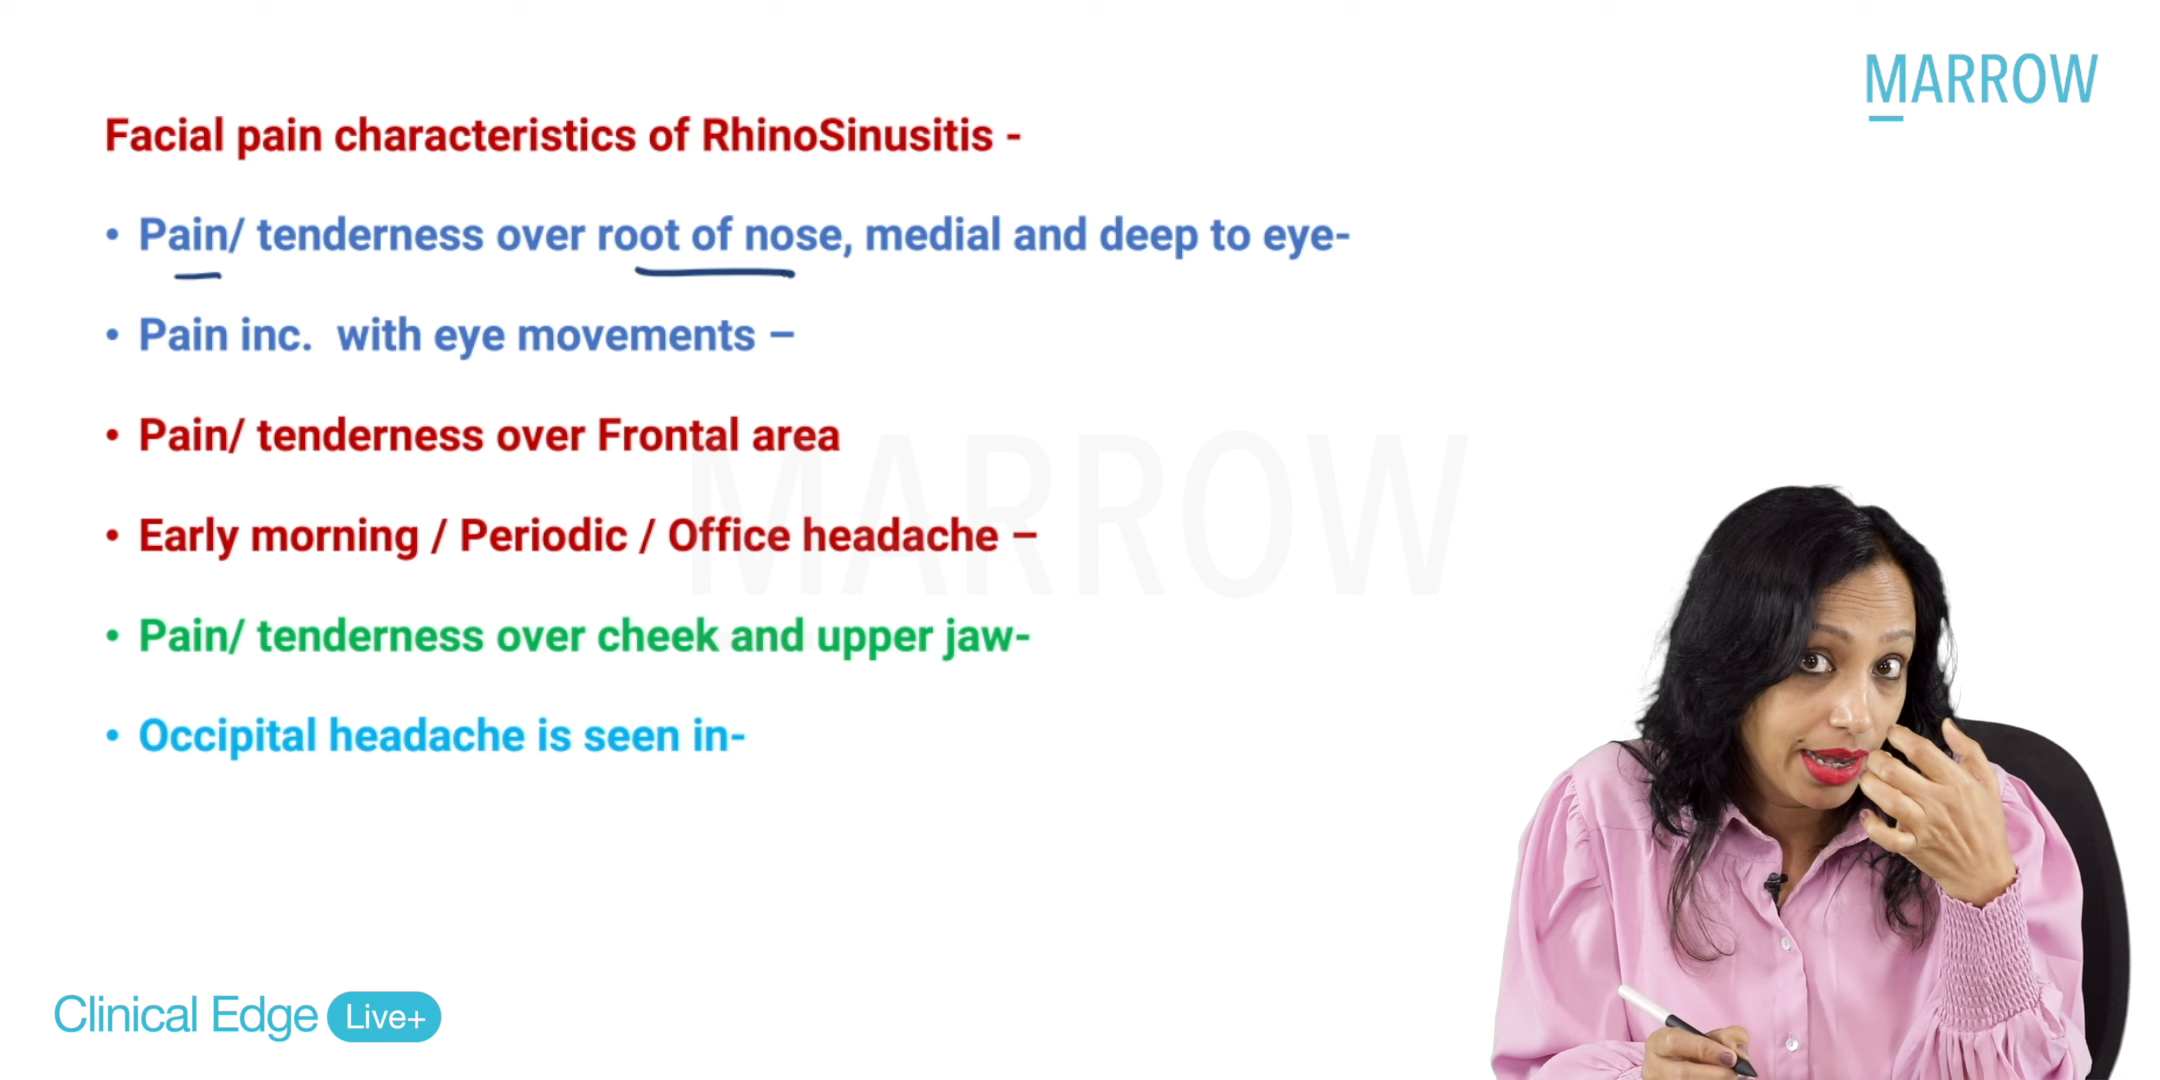 MARROW
Facial pain characteristics of RhinoSinusitis -
• Pain/ tenderness over root of nose, medial and deep to eye-
• Pain inc. with eye movements –
• Pain/ tenderness over Frontal area
• Early morning / Periodic / Office headache –
• Pain/ tenderness over cheek and upper jaw-
• Occipital headache is seen in-
MARROW
Clinical Edge Live+